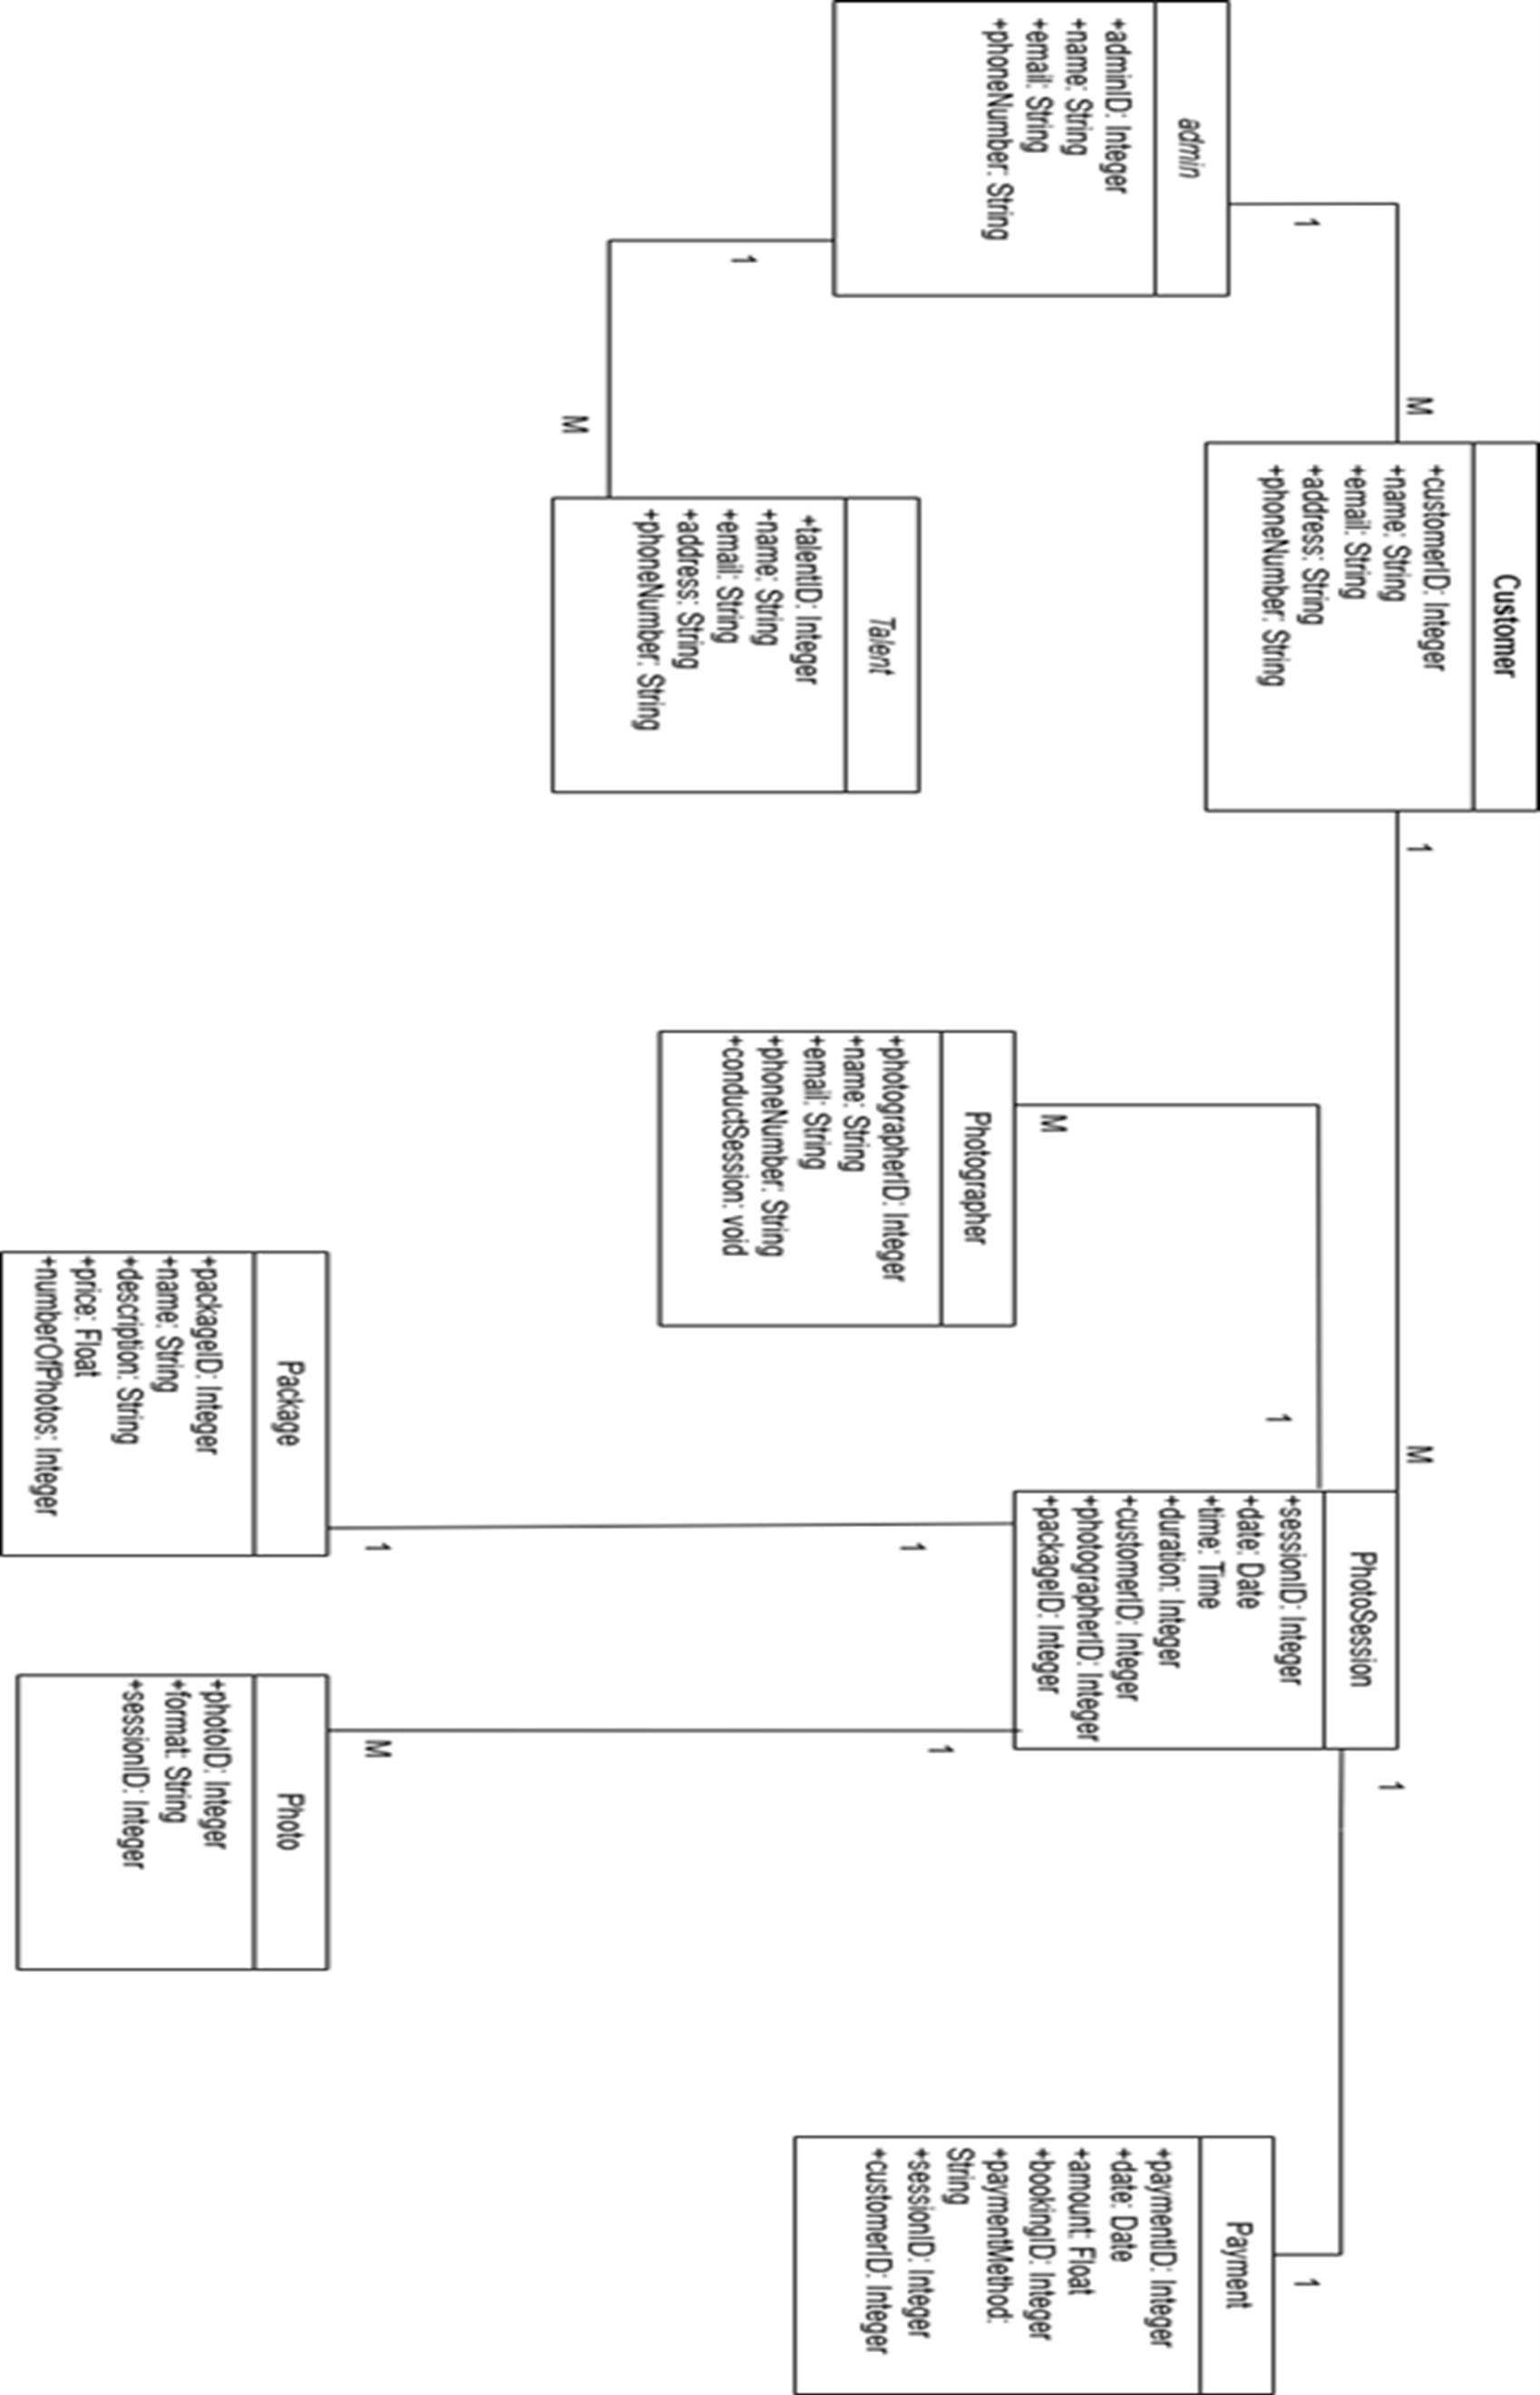 Customer
+customerID: Integer
+name: String
+email: String
+address: String
+phoneNumber: String
M
1
M
1
admin
+adminID: Integer
+name: String
+email: String
+phoneNumber: String
1
M
Talent
+talentID: Integer
+name: String
+email: String
+address: String
+phoneNumber: String
PhotoSession
+sessionID: Integer
+date: Date
+time: Time
+duration: Integer
+customerID: Integer
+photographerID: Integer
+packageID: Integer
1
M
1
1
1
Photographer
+photographerID: Integer
+name: String
+email: String
+phoneNumber: String
+conductSession: void
Payment
+paymentID: Integer
+date: Date
+amount: Float
+bookingID: Integer
+paymentMethod:
String
+sessionID: Integer
+customerID: Integer
1
1
M
Package
+packageID: Integer
+name: String
+description: String
+price: Float
+numberOfPhotos: Integer
Photo
+photoID: Integer
+format: String
+sessionID: Integer